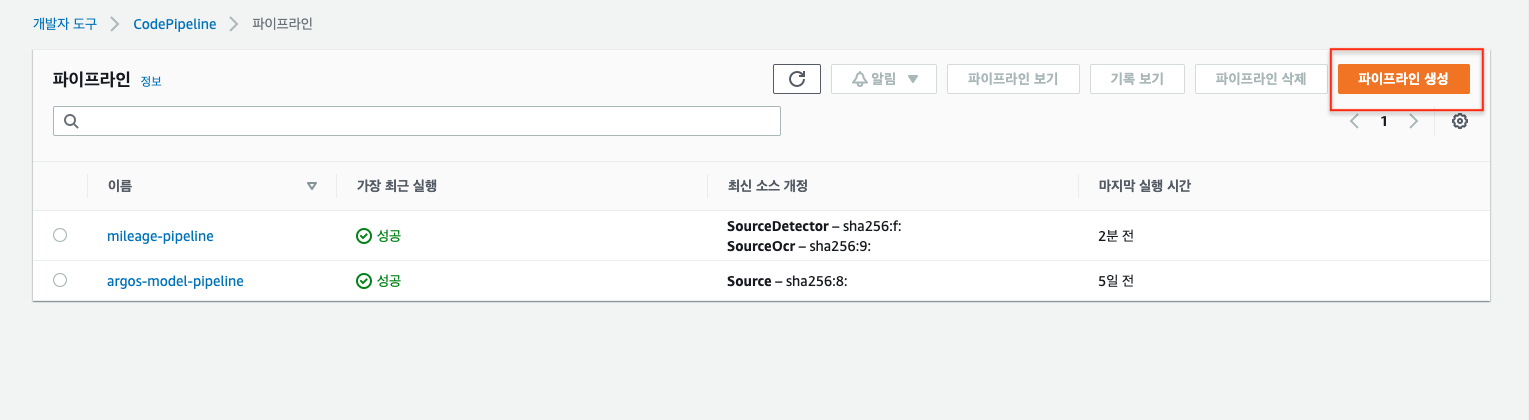 개발자 도구 > CodePipeline > 파이프라인
파이프라인 정보
알림 ▼ 파이프라인 보기 기록 보기 파이프라인 삭제 파이프라인 생성
< 1 >
이름 가장 최근 실행 최신 소스 개정 마지막 실행 시간
mileage-pipeline 성공 SourceDetector – sha256:f: 2분 전
SourceOcr – sha256:9:
argos-model-pipeline 성공 Source – sha256:8: 5일 전